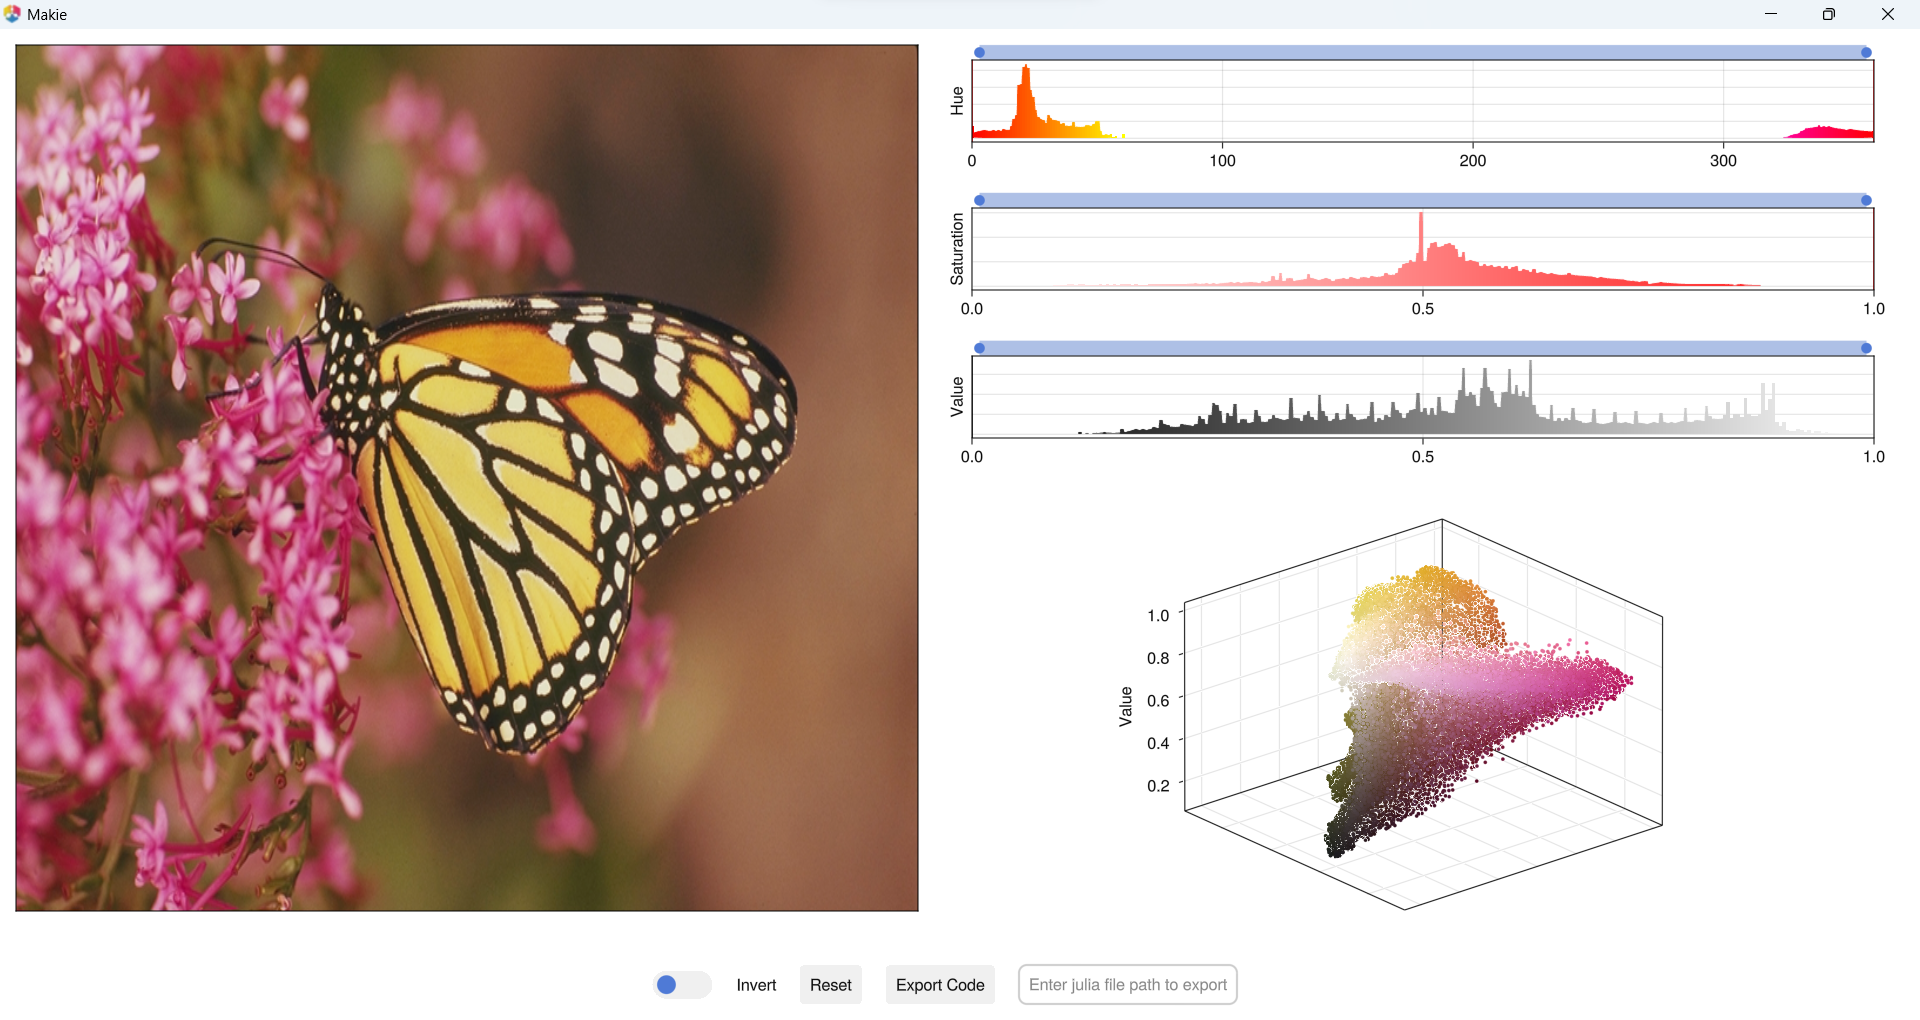 Makie
Hue
0 100 200 300
Saturation
0.0 0.5 1.0
Value
0.0 0.5 1.0
1.0
0.8
0.6
0.4
0.2
Value
Invert Reset Export Code Enter julia file path to export